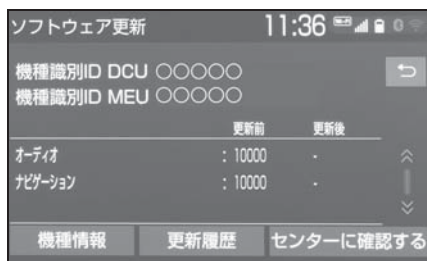 ソフトウェア更新 11:36
機種識別ID DCU ○○○○○
機種識別ID MEU ○○○○○
更新前 更新後
オーディオ : 10000 -
ナビゲーション : 10000 -
機種情報 更新履歴 センターに確認する